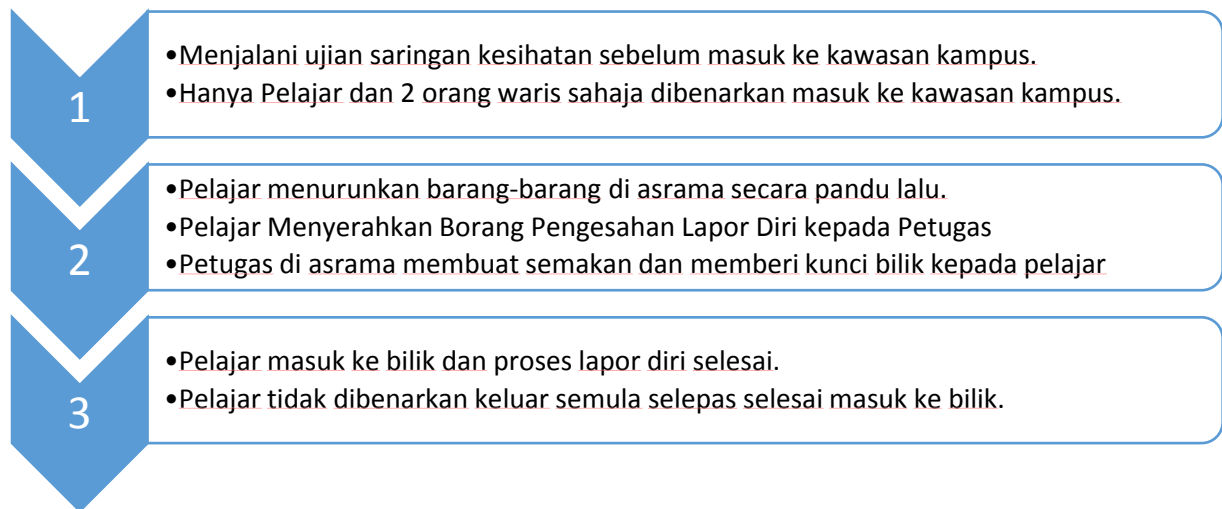 1
•Menjalani ujian saringan kesihatan sebelum masuk ke kawasan kampus.
•Hanya Pelajar dan 2 orang waris sahaja dibenarkan masuk ke kawasan kampus.
2
•Pelajar menurunkan barang-barang di asrama secara pandu lalu.
•Pelajar Menyerahkan Borang Pengesahan Lapor Diri kepada Petugas
•Petugas di asrama membuat semakan dan memberi kunci bilik kepada pelajar
3
•Pelajar masuk ke bilik dan proses lapor diri selesai.
•Pelajar tidak dibenarkan keluar semula selepas selesai masuk ke bilik.